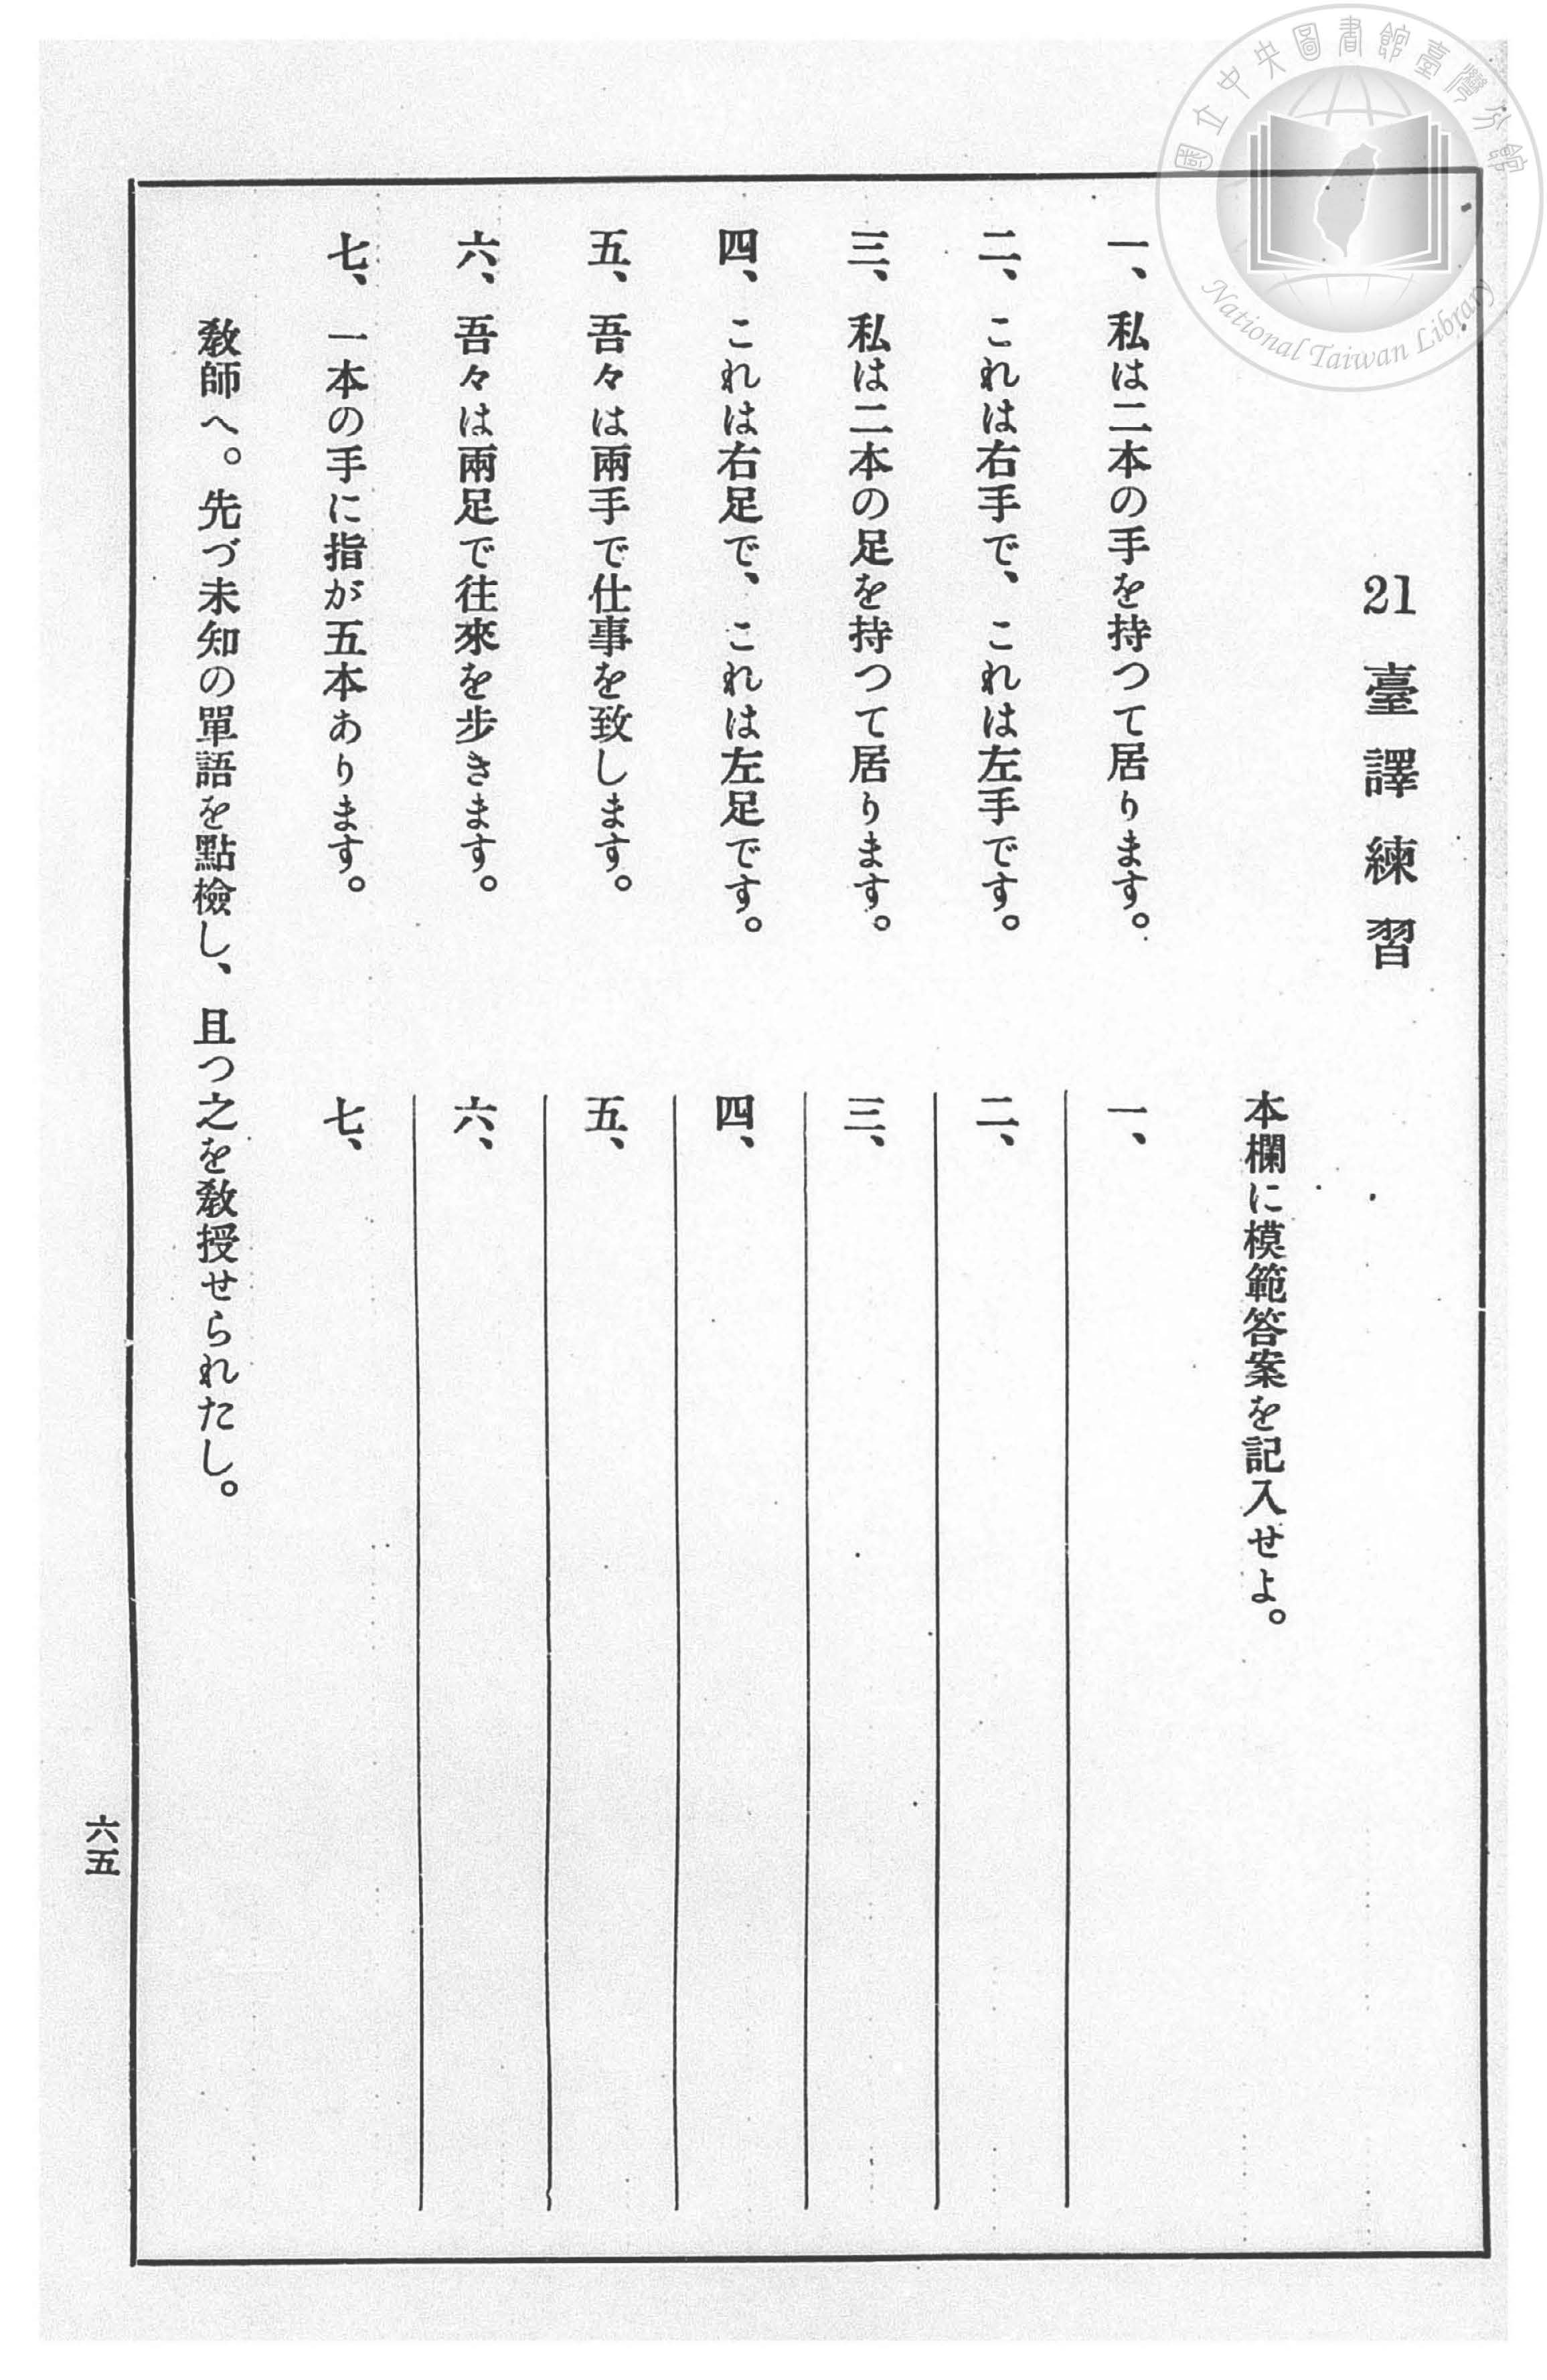 國立中央圖書館臺灣分館
National Taiwan Library
21 臺譯練習
本欄に模範答案を記入せよ。
一、私は二本の手を持つて居ります。
一、
二、これは右手で、これは左手です。
二、
三、私は二本の足を持つて居ります。
三、
四、これは右足で、これは左足です。
四、
五、吾々は兩手で仕事を致します。
五、
六、吾々は兩足で往來を步きます。
六、
七、一本の手に指が五本あります。
七、
敎師へ。先づ未知の單語を點檢し、且つ之を敎授せられたし。
六五